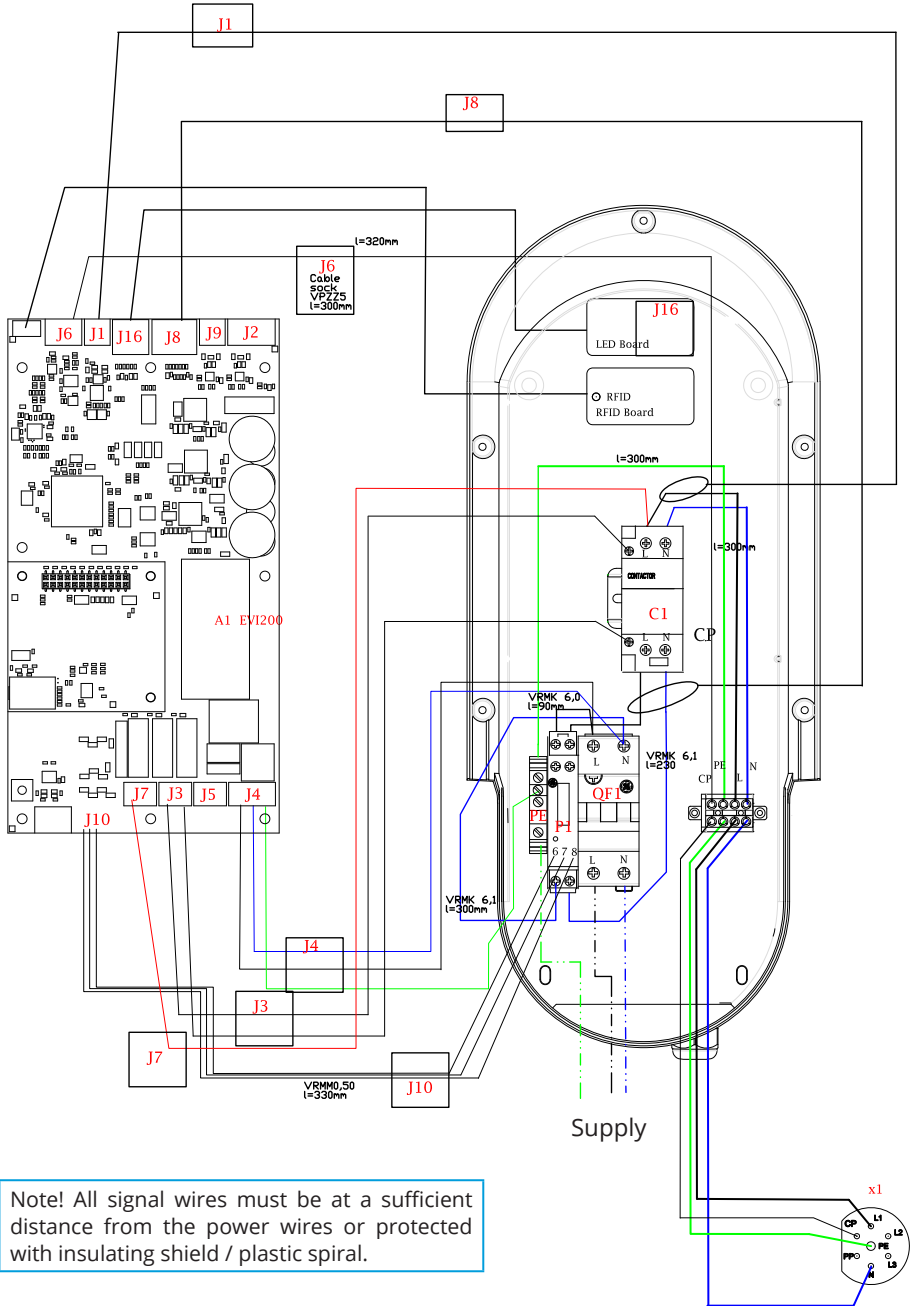 J1
J8
l=320mm
J6
Cable
sock
VPZZ5
l=300mm
J6 J1 J16 J8 J9 J2
J16
LED Board
RFID
RFID Board
l=300mm
L N
l=300mm
CONTACTOR
C1
A1 EVI200
L N
CP
VRMK 6,0
l=90mm
VRMK 6,1
l=230
L N
PE N
CP L
QF1
J7 J3 J5 J4
PE
P1
J10
6 7 8
L N
VRMK 6,1
l=300mm
J4
J3
J7
J10
VRMM0,50
l=330mm
Supply
Note! All signal wires must be at a sufficient
distance from the power wires or protected
with insulating shield / plastic spiral.
x1
L1
CP
L2
PE
PP
L3
N